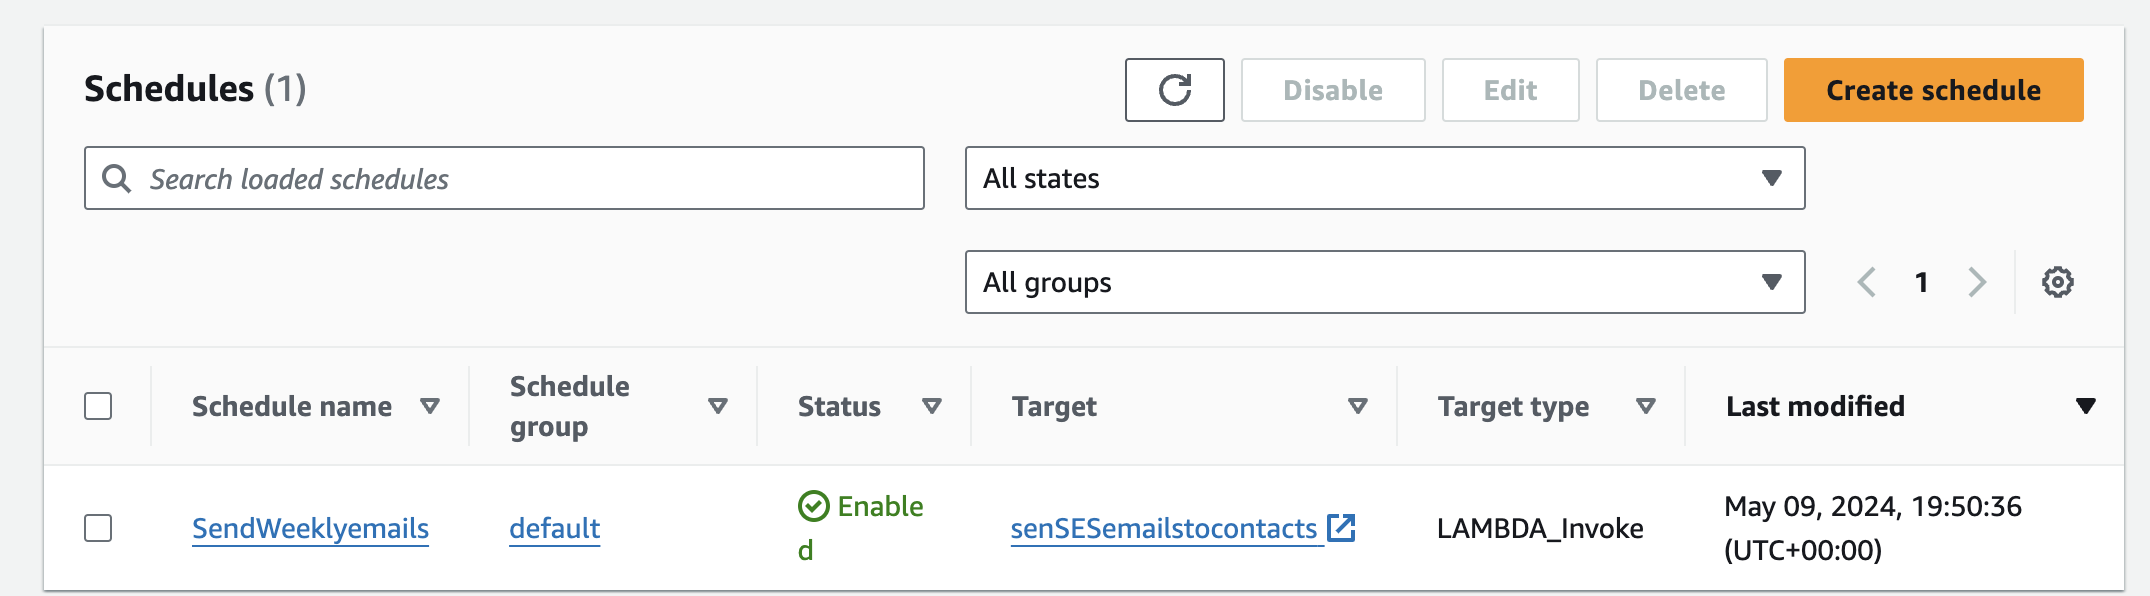 Schedules (1)
Disable
Edit
Delete
Create schedule
Search loaded schedules
All states
All groups
1
Schedule name
Schedule
group
Status
Target
Target type
Last modified
SendWeeklyemails
default
Enable
d
senSESemailstocontacts
LAMBDA_Invoke
May 09, 2024, 19:50:36
(UTC+00:00)